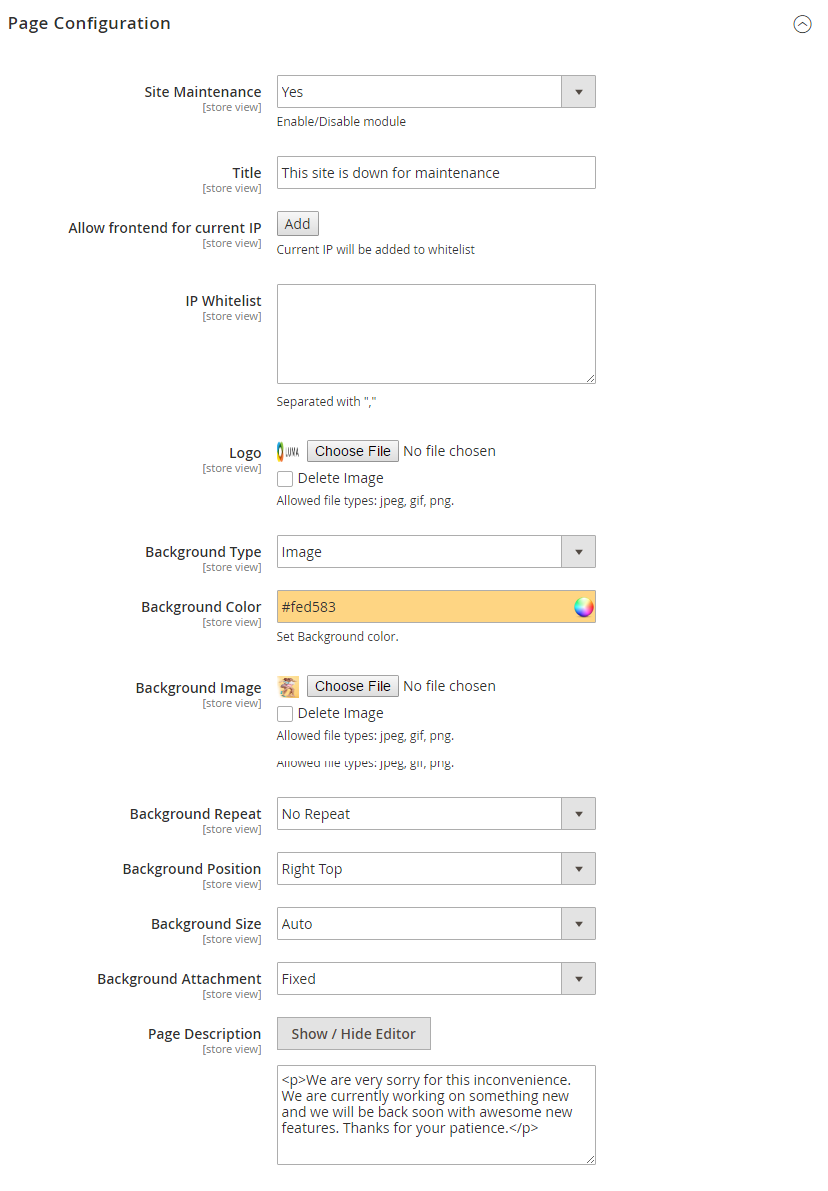 Page Configuration
Site Maintenance
[store view]
Yes
Enable/Disable module
Title
[store view]
This site is down for maintenance
Allow frontend for current IP
[store view]
Add
Current IP will be added to whitelist
IP Whitelist
[store view]
Separated with ","
Logo
[store view]
LUMA
Choose File No file chosen
Delete Image
Allowed file types: jpeg, gif, png.
Background Type
[store view]
Image
Background Color
[store view]
#fed583
Set Background color.
Background Image
[store view]
Choose File No file chosen
Delete Image
Allowed file types: jpeg, gif, png.
Allowed file types: jpeg, gif, png.
Background Repeat
[store view]
No Repeat
Background Position
[store view]
Right Top
Background Size
[store view]
Auto
Background Attachment
[store view]
Fixed
Page Description
[store view]
Show / Hide Editor
<p>We are very sorry for this inconvenience.
We are currently working on something new
and we will be back soon with awesome new
features. Thanks for your patience.</p>